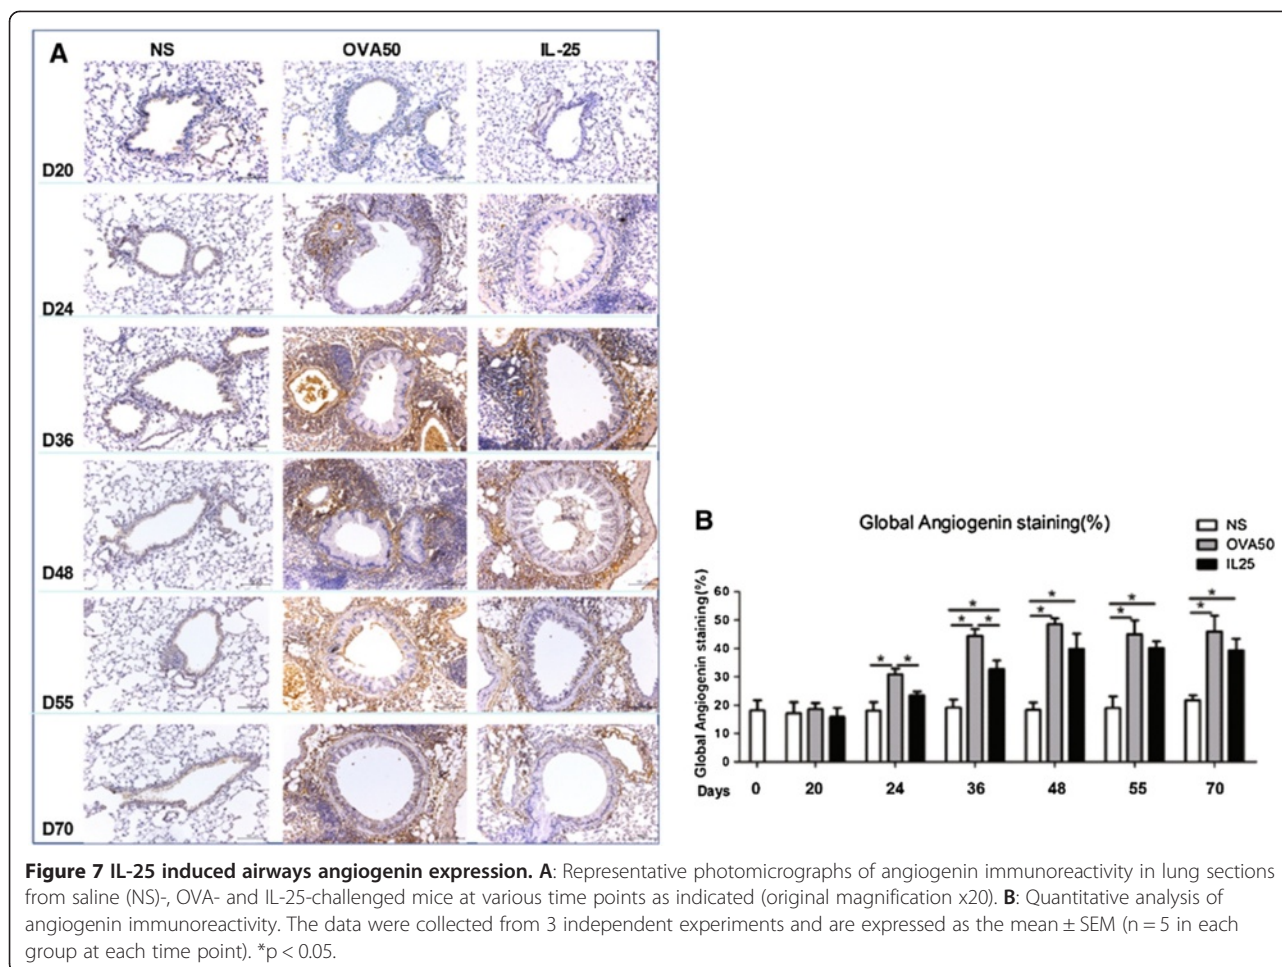 A
NS OVA50 IL-25
D20
D24
D36
D48
D55
D70
B
Global Angiogenin staining(%)
NS
OVA50
IL25
Global Angiogenin staining(%)
60
50
40
30
20
10
0
* *
* * *
* *
* *
* *
Days 0 20 24 36 48 55 70
Figure 7 IL-25 induced airways angiogenin expression. A: Representative photomicrographs of angiogenin immunoreactivity in lung sections
from saline (NS)-, OVA- and IL-25-challenged mice at various time points as indicated (original magnification x20). B: Quantitative analysis of
angiogenin immunoreactivity. The data were collected from 3 independent experiments and are expressed as the mean ± SEM (n = 5 in each
group at each time point). *p < 0.05.